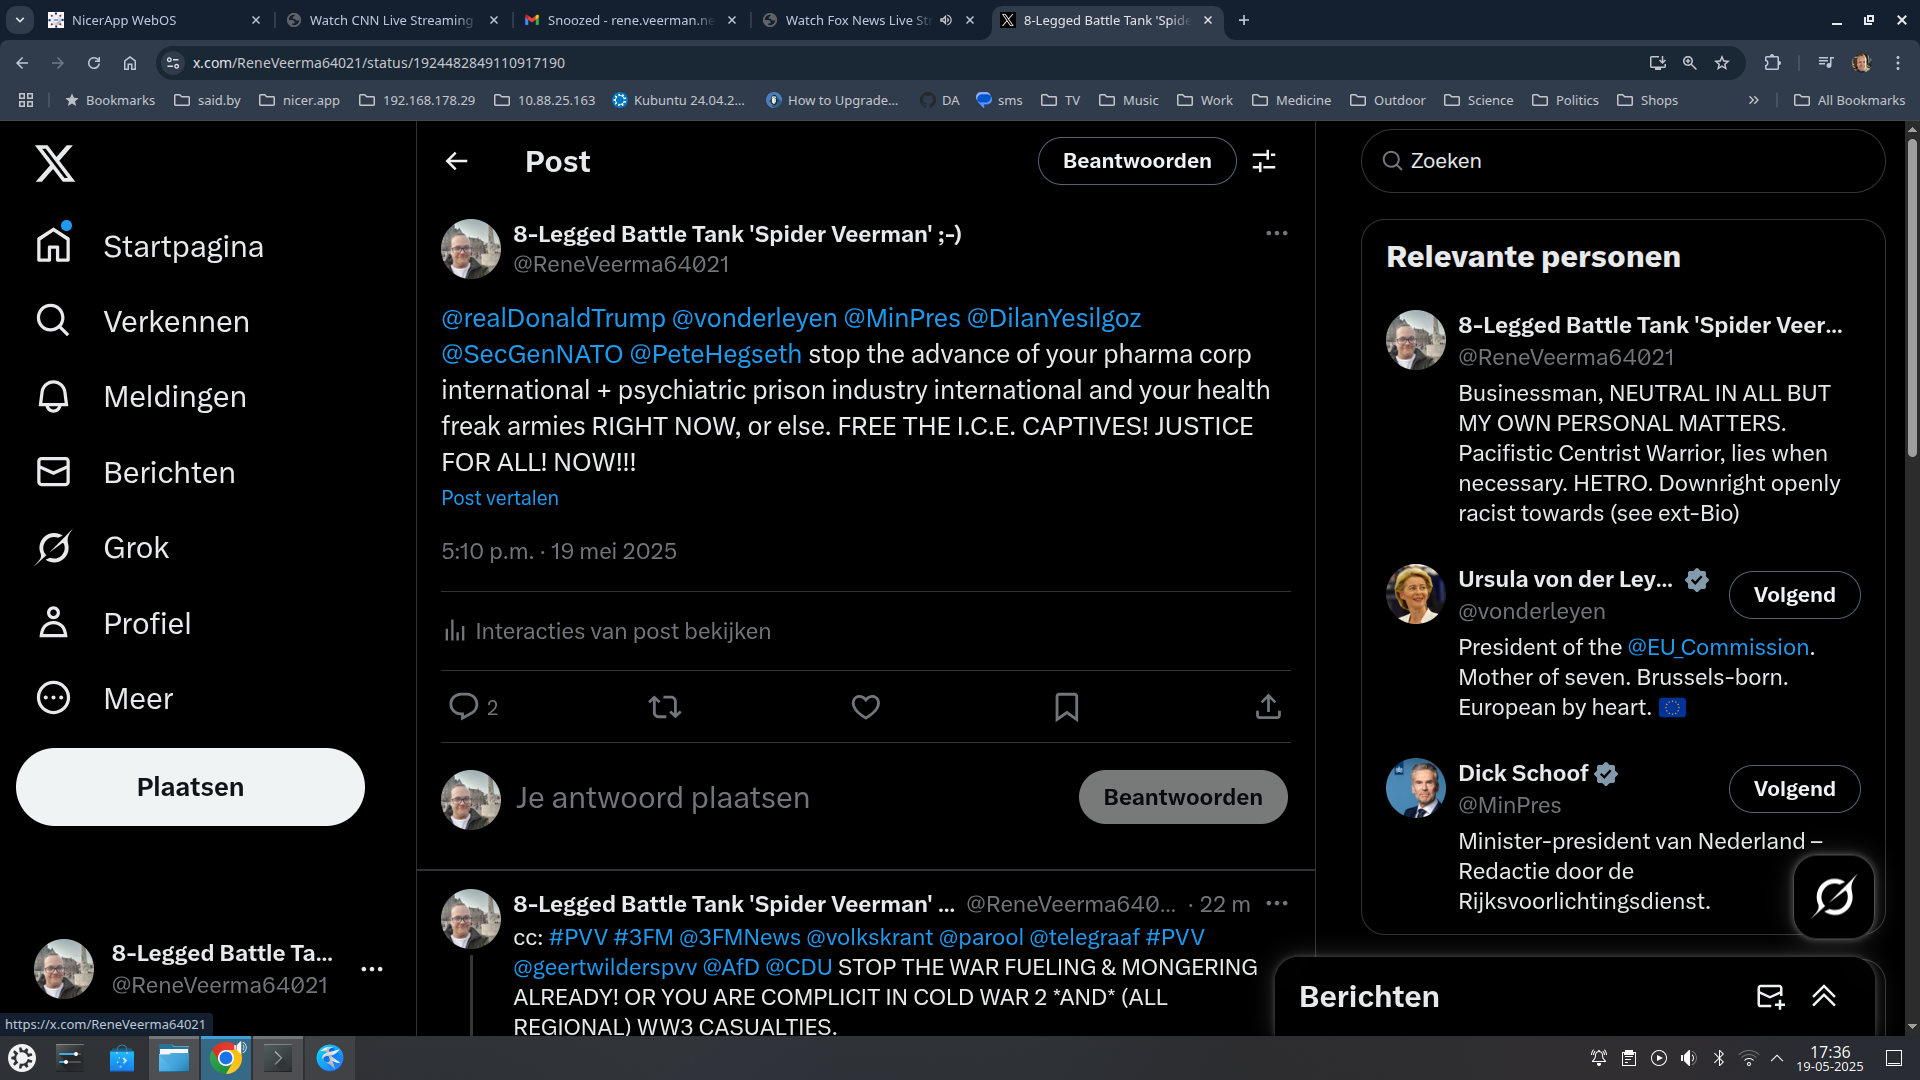 NicerApp WebOS
Watch CNN Live Streaming
Snoozed - rene.veerman.ne
Watch Fox News Live Str
8-Legged Battle Tank 'Spide
x.com/ReneVeerma64021/status/1924482849110917190
Bookmarks
said.by
nicer.app
192.168.178.29
10.88.25.163
Kubuntu 24.04.2...
How to Upgrade...
DA
sms
TV
Music
Work
Medicine
Outdoor
Science
Politics
Shops
All Bookmarks
Startpagina
Verkennen
Meldingen
Berichten
Grok
Profiel
Meer
Plaatsen
8-Legged Battle Ta...
@ReneVeerma64021
https://x.com/ReneVeerma64021
Post
Beantwoorden
8-Legged Battle Tank 'Spider Veerman' ;-)
@ReneVeerma64021
@realDonaldTrump @vonderleyen @MinPres @DilanYesilgoz
@SecGenNATO @PeteHegseth stop the advance of your pharma corp
international + psychiatric prison industry international and your health
freak armies RIGHT NOW, or else. FREE THE I.C.E. CAPTIVES! JUSTICE
FOR ALL! NOW!!!
Post vertalen
5:10 p.m. · 19 mei 2025
Interacties van post bekijken
2
Je antwoord plaatsen
Beantwoorden
8-Legged Battle Tank 'Spider Veerman' ... @ReneVeerma640... · 22 m
cc: #PVV #3FM @3FMNews @volkskrant @parool @telegraaf #PVV
@geertwilderspvv @AfD @CDU STOP THE WAR FUELING & MONGERING
ALREADY! OR YOU ARE COMPLICIT IN COLD WAR 2 *AND* (ALL
REGIONAL) WW3 CASUALTIES.
Zoeken
Relevante personen
8-Legged Battle Tank 'Spider Veer...
@ReneVeerma64021
Businessman, NEUTRAL IN ALL BUT
MY OWN PERSONAL MATTERS.
Pacifistic Centrist Warrior, lies when
necessary. HETRO. Downright openly
racist towards (see ext-Bio)
Ursula von der Ley...
@vonderleyen
Volgend
President of the @EU_Commission.
Mother of seven. Brussels-born.
European by heart.
Dick Schoof
@MinPres
Volgend
Minister-president van Nederland –
Redactie door de
Rijksvoorlichtingsdienst.
Berichten
17:36
19-05-2025